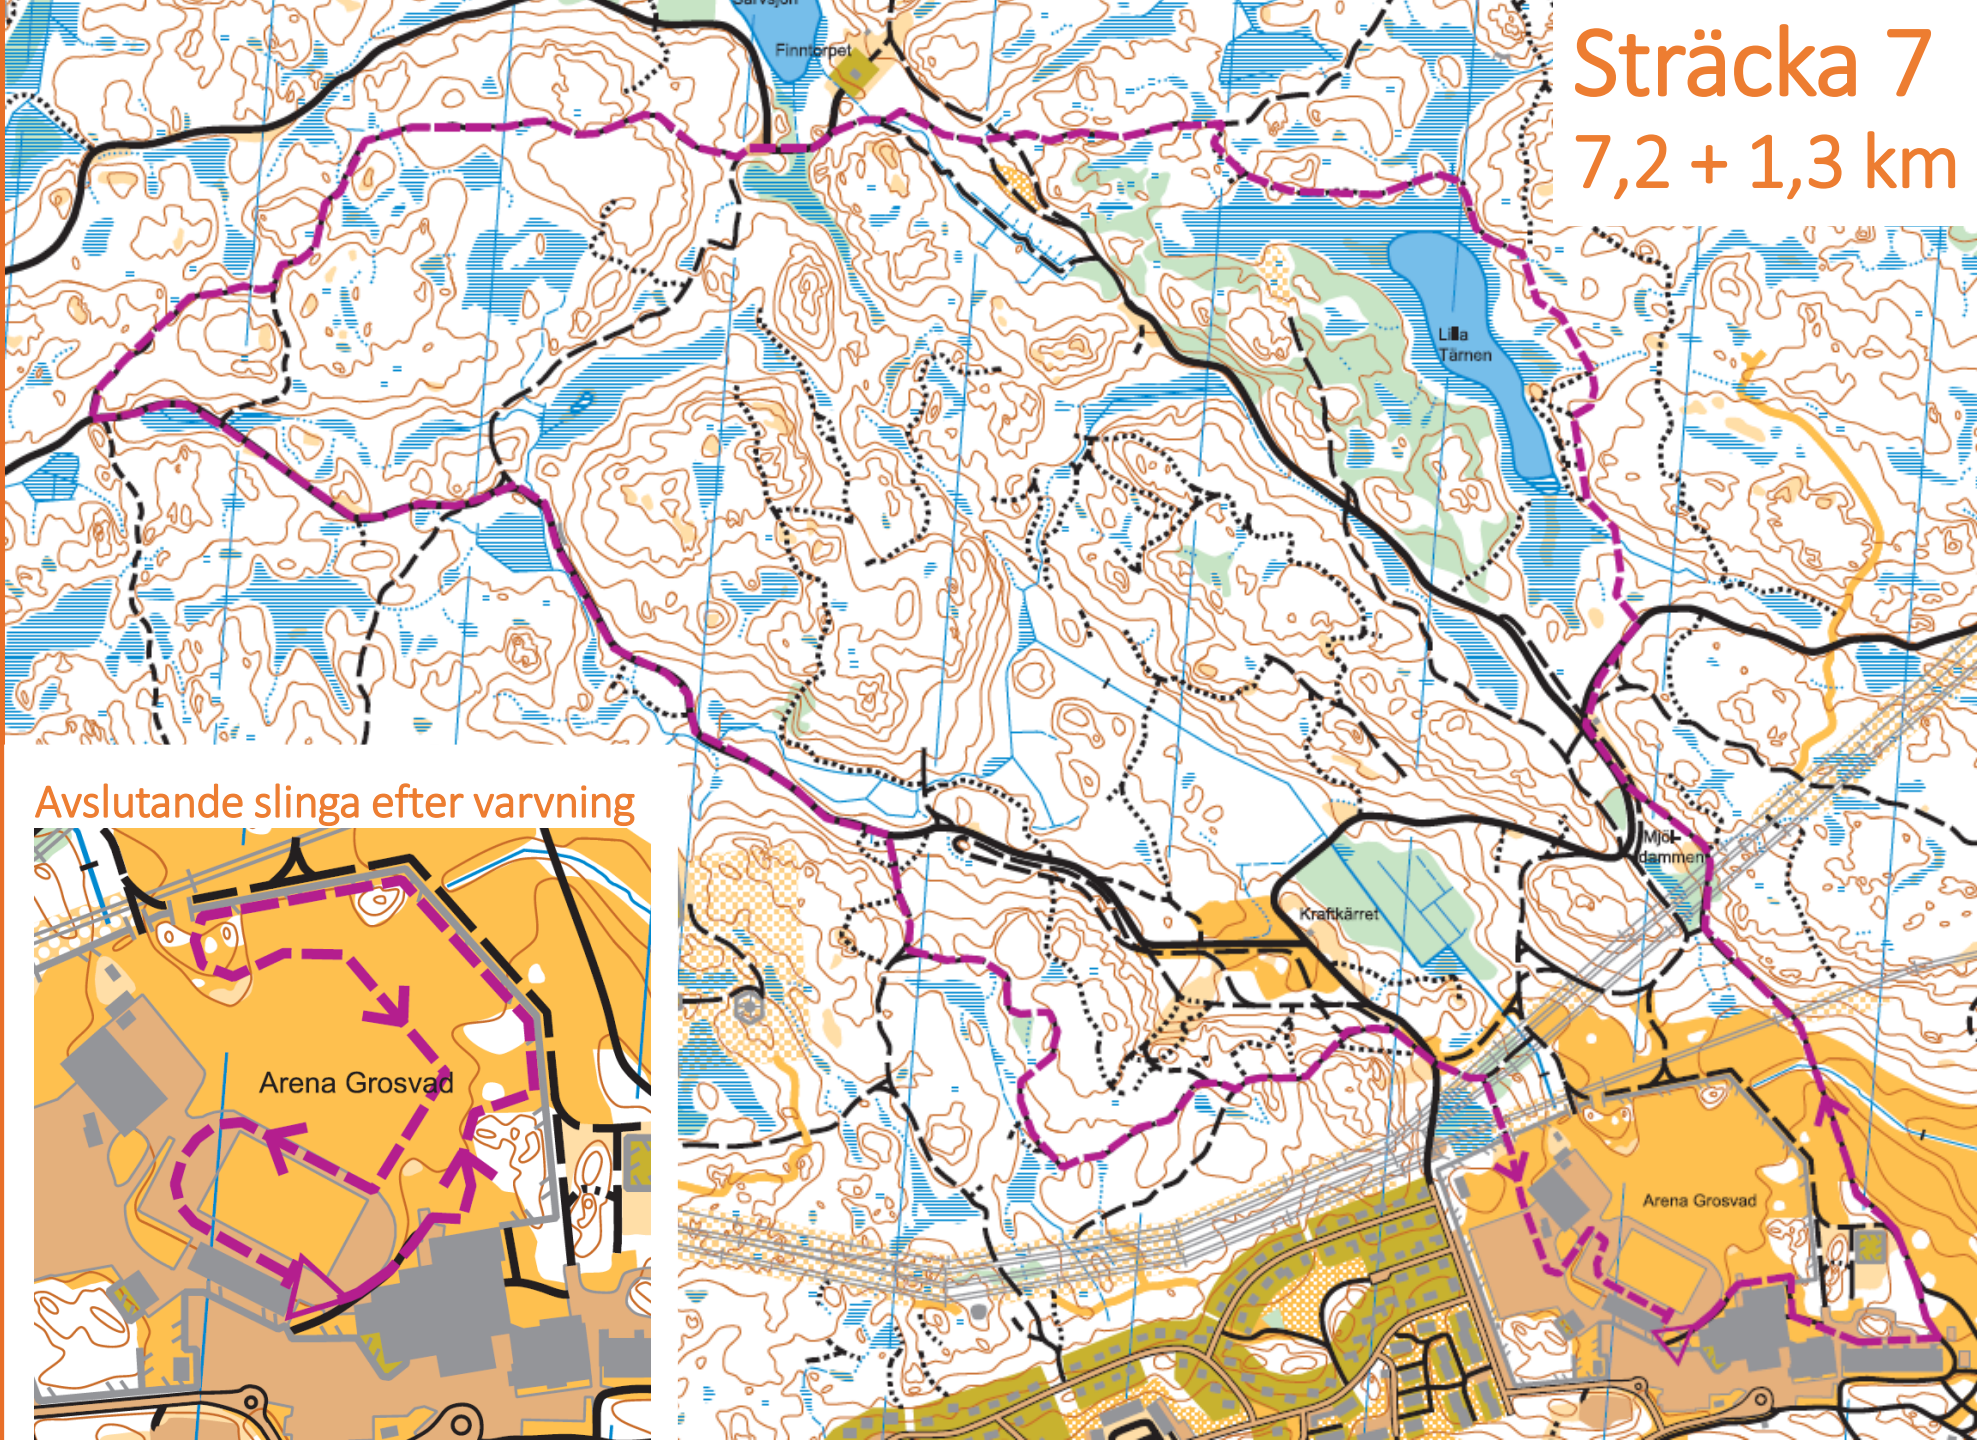 Sträcka 7
7,2 + 1,3 km
Finntorpet
Lilla
Tärnen
Mjöl-
dammen
Kraftkärret
Arena Grosvad
Avslutande slinga efter varvning
Arena Grosvad